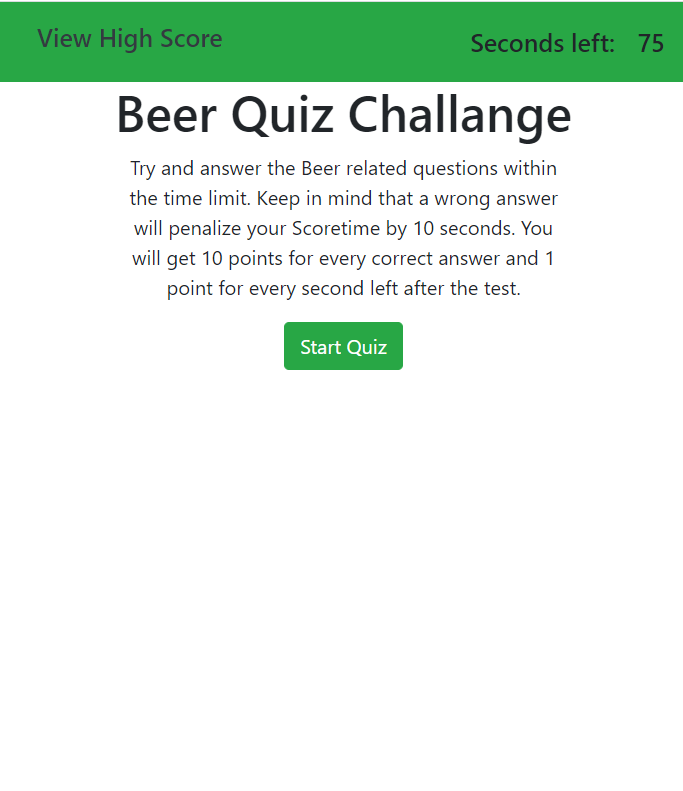 View High Score
Seconds left: 75
Beer Quiz Challange
Try and answer the Beer related questions within
the time limit. Keep in mind that a wrong answer
will penalize your Scoretime by 10 seconds. You
will get 10 points for every correct answer and 1
point for every second left after the test.
Start Quiz